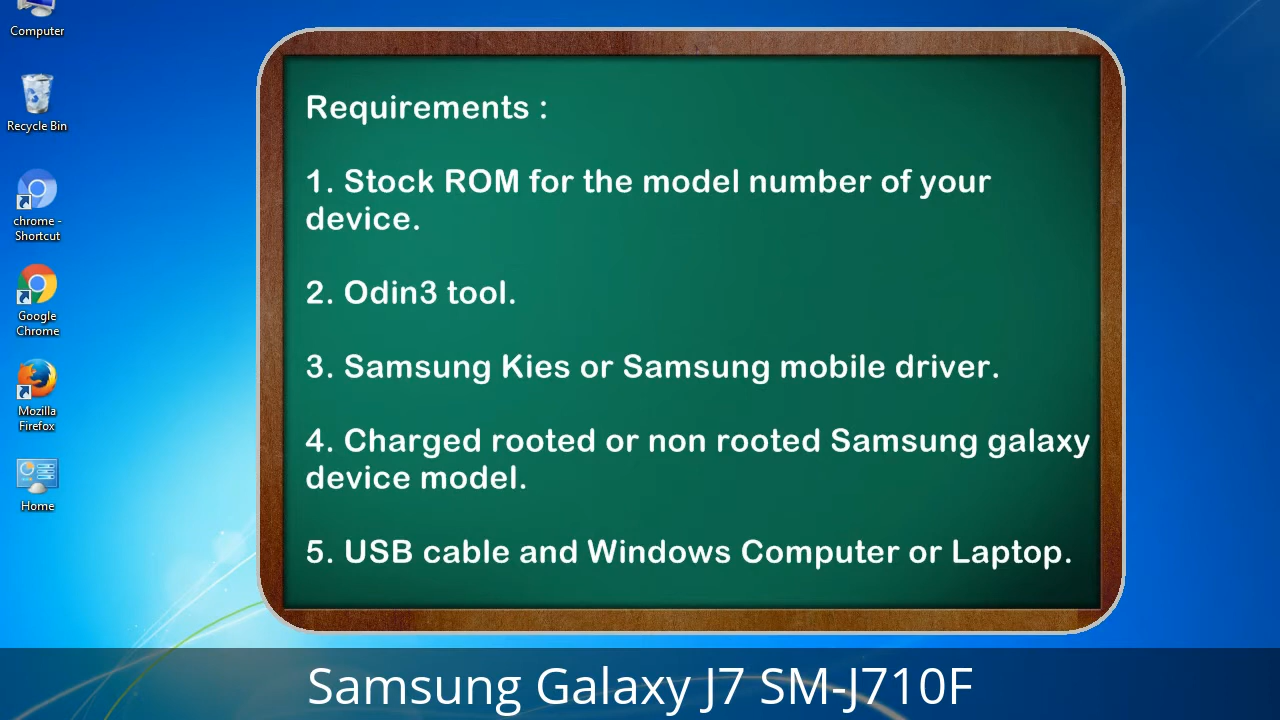 Computer
Recycle Bin
chrome -
Shortcut
Google
Chrome
Mozilla
Firefox
Home
Requirements :
1. Stock ROM for the model number of your
device.
2. Odin3 tool.
3. Samsung Kies or Samsung mobile driver.
4. Charged rooted or non rooted Samsung galaxy
device model.
5. USB cable and Windows Computer or Laptop.
Samsung Galaxy J7 SM-J710F